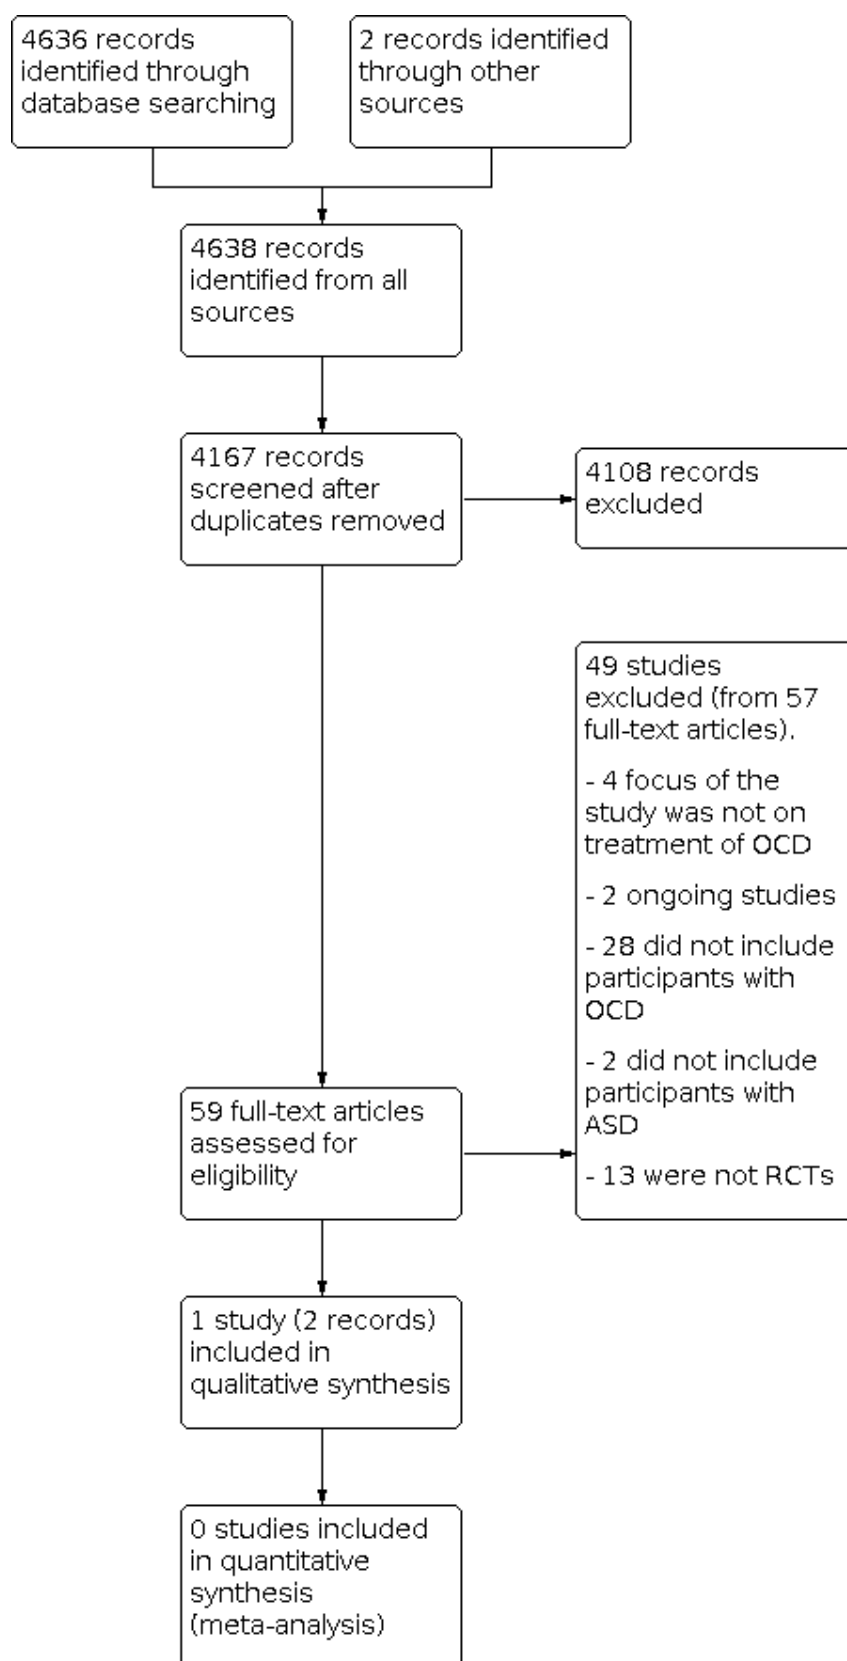 4636 records
identified through
database searching
2 records identified
through other
sources
4638 records
identified from all
sources
4167 records
screened after
duplicates removed
4108 records
excluded
49 studies
excluded (from 57
full-text articles).
- 4 focus of the
study was not on
treatment of OCD
- 2 ongoing studies
- 28 did not include
participants with
OCD
- 2 did not include
participants with
ASD
- 13 were not RCTs
59 full-text articles
assessed for
eligibility
1 study (2 records)
included in
qualitative synthesis
0 studies included
in quantitative
synthesis
(meta-analysis)